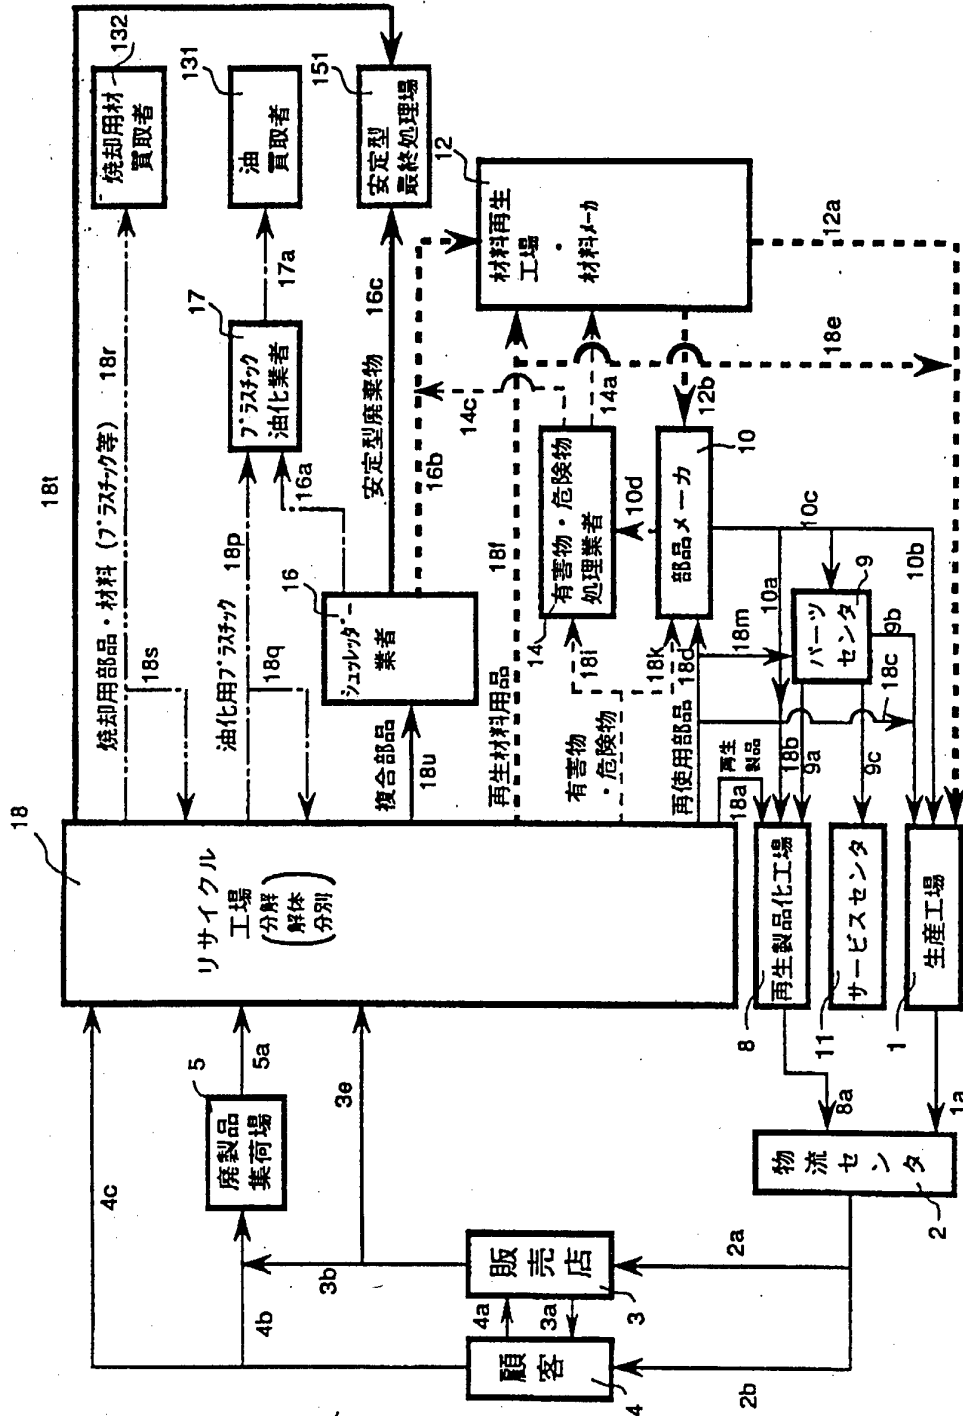 18
リサイクル
工場
(分解
解体
分別)
4c
5
廃製品
集荷場
5a
3e
4b
3b
顧客
4
4a
3a
販売店
3
2a
2b
物流センタ
2
8a
1a
8
再生製品化工場
11
サービスセンタ
1
生産工場
18t
焼却用部品・材料(プラスチック等)
18r
18s
焼却用材
買取者
132
油化用プラスチック
18p
18q
プラスチック
油化業者
17
17a
油
買取者
131
16a
16
シュレッダー
業者
複合部品
18u
安定型廃棄物
16c
安定型
最終処理場
151
16b
14c
再生材料用品
18f
材料再生
工場
・
材料メーカ
12
12
12a
18e
有害物
・危険物
18i
18k
14
有害物・危険物
処理業者
14a
10d
12b
部品メーカ
10
再使用部品
18d
18m
再生
製品
18a
18b
10a
10c
10b
パーツ
センタ
9
9a
9b
9c
18c